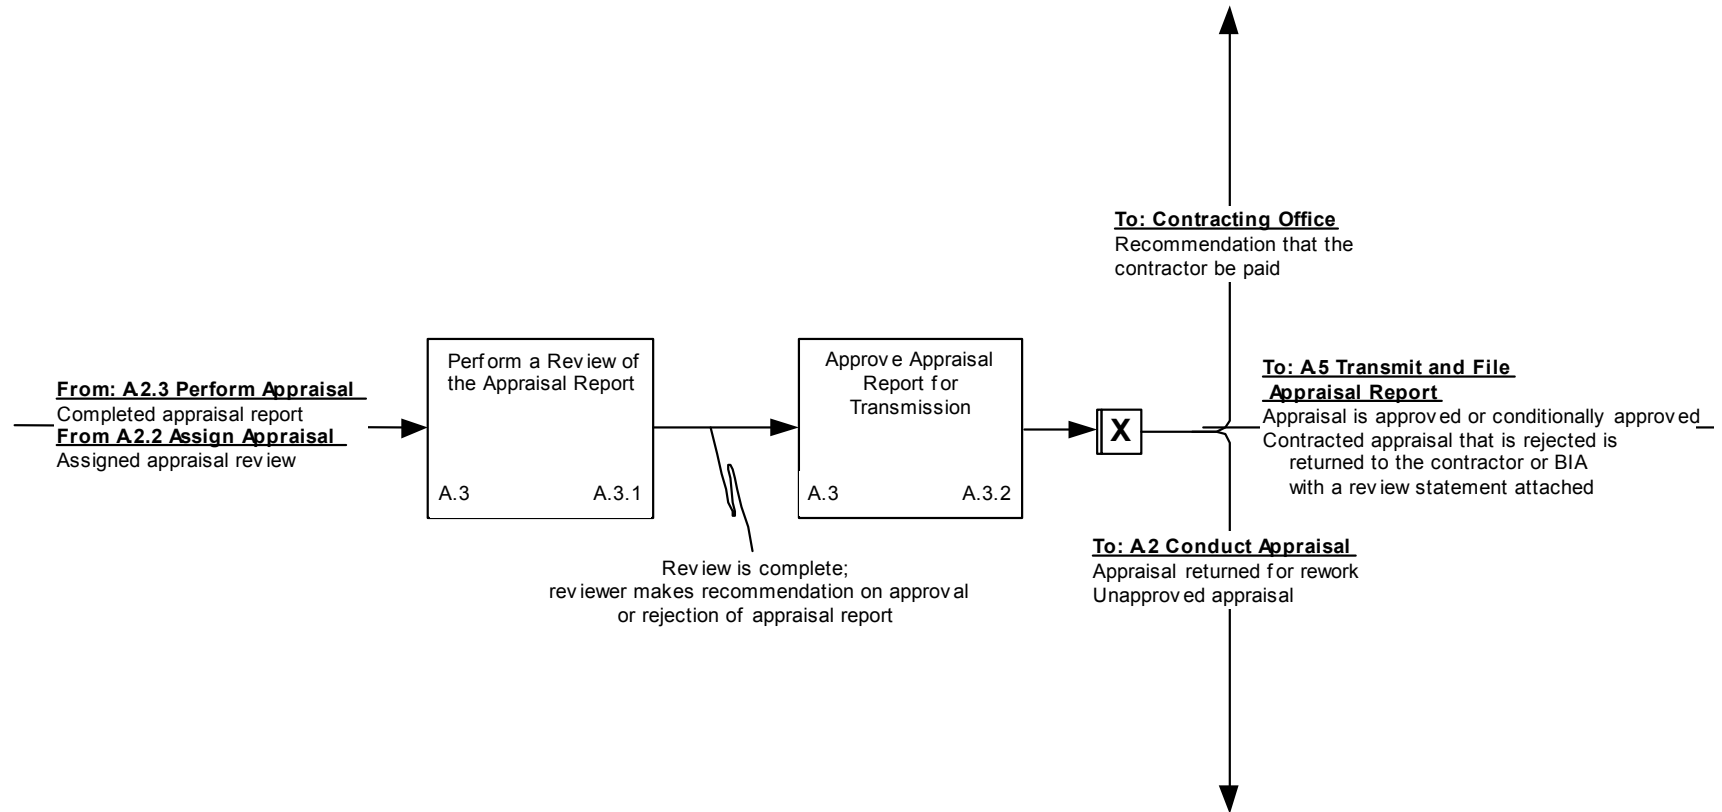 From: A.2.3 Perform Appraisal
Completed appraisal report
From A.2.2 Assign Appraisal
Assigned appraisal review
Perform a Review of
the Appraisal Report
A.3 A.3.1
Review is complete;
reviewer makes recommendation on approval
or rejection of appraisal report
Approve Appraisal
Report for
Transmission
A.3 A.3.2
X
To: Contracting Office
Recommendation that the
contractor be paid
To: A.5 Transmit and File
Appraisal Report
Appraisal is approved or conditionally approved
Contracted appraisal that is rejected is
returned to the contractor or BIA
with a review statement attached
To: A.2 Conduct Appraisal
Appraisal returned for rework
Unapproved appraisal